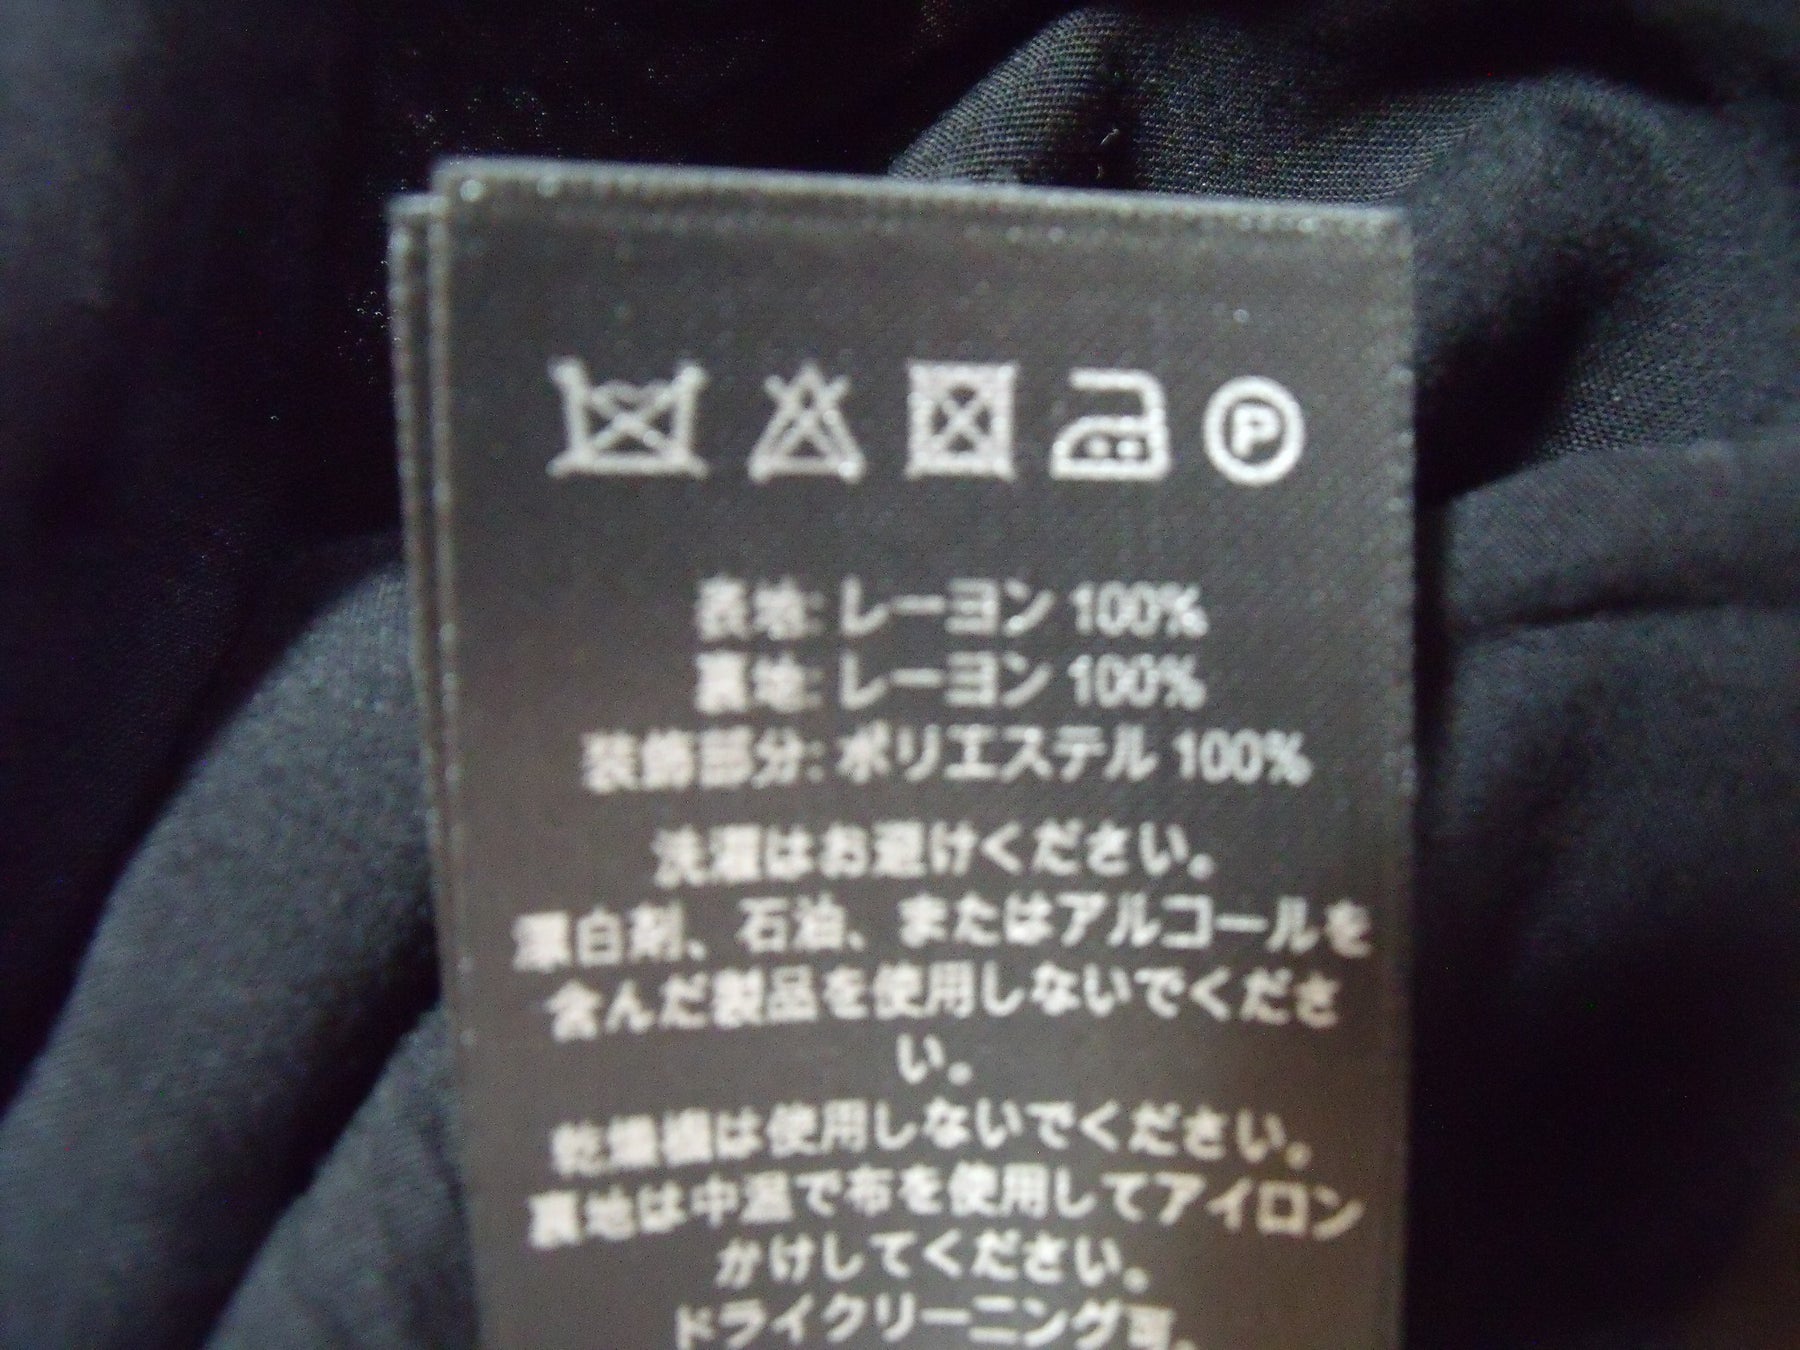 P
表地: レーヨン 100%
裏地: レーヨン 100%
装飾部分: ポリエステル 100%
洗濯はお避けください。
漂白剤、石油、またはアルコールを
含んだ製品を使用しないでくださ
い。
乾燥機は使用しないでください。
裏地は中温で布を使用してアイロン
かけしてください。
ドライクリーニング可。